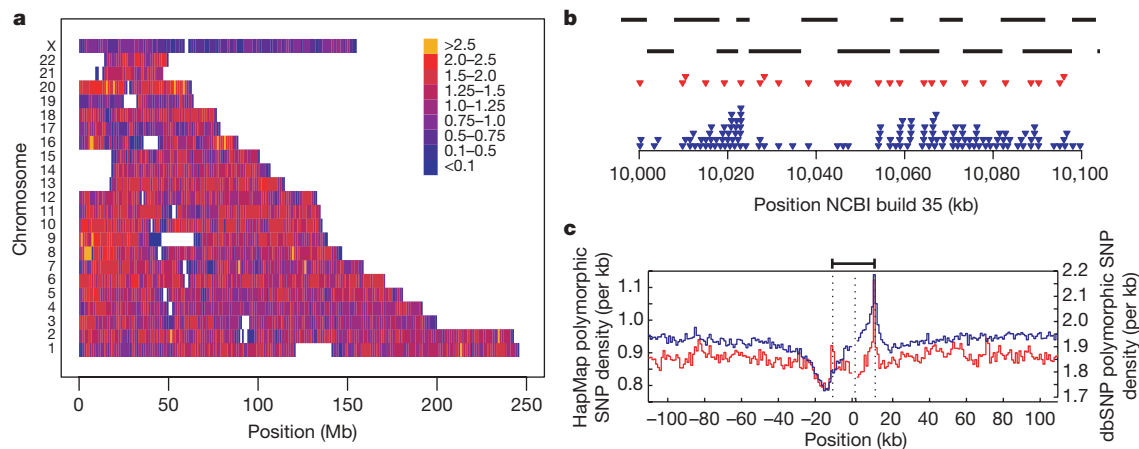 a
Chromosome
X
22
21
20
19
18
17
16
15
14
13
12
11
10
9
8
7
6
5
4
3
2
1
>2.5
2.0–2.5
1.5–2.0
1.25–1.5
1.0–1.25
0.75–1.0
0.5–0.75
0.1–0.5
<0.1
0 50 100 150 200 250
Position (Mb)
b
10,000 10,020 10,040 10,060 10,080 10,100
Position NCBI build 35 (kb)
c
HapMap polymorphic
SNP density (per kb)
1.1
1.0
0.9
0.8
2.2
2.1
2.0
1.9
1.8
1.7
dbSNP polymorphic SNP
density (per kb)
−100 −80 −60 −40 −20 0 20 40 60 80 100
Position (kb)